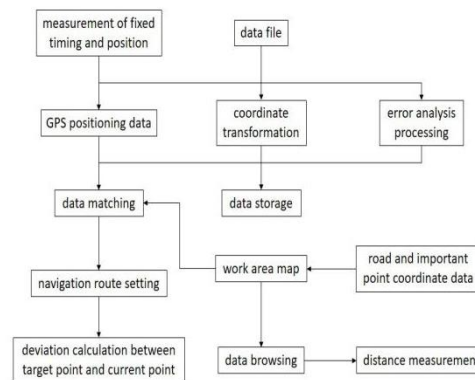 measurement of fixed
timing and position
data file
GPS positioning data
coordinate
transformation
error analysis
processing
data matching
data storage
navigation route setting
work area map
road and important
point coordinate data
deviation calculation between
target point and current point
data browsing
distance measurement